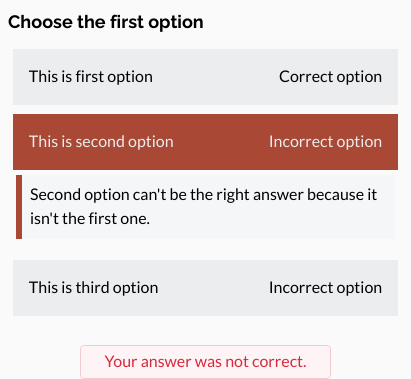 Choose the first option
This is first option Correct option
This is second option Incorrect option
Second option can't be the right answer because it
isn't the first one.
This is third option Incorrect option
Your answer was not correct.